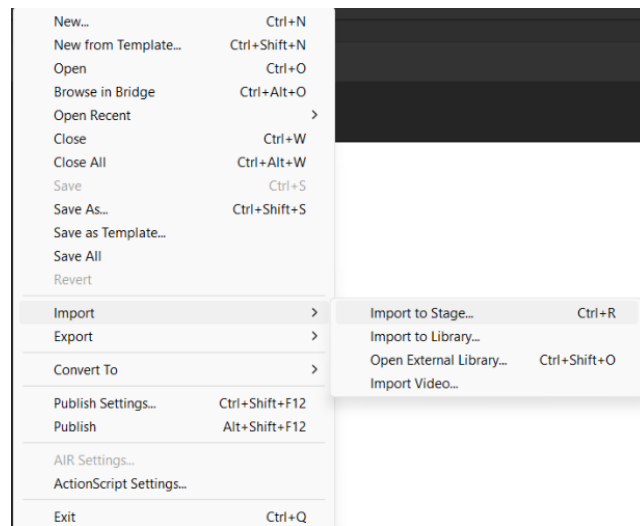 New... Ctrl+N
New from Template... Ctrl+Shift+N
Open Ctrl+O
Browse in Bridge Ctrl+Alt+O
Open Recent
Close Ctrl+W
Close All Ctrl+Alt+W
Save Ctrl+S
Save As... Ctrl+Shift+S
Save as Template...
Save All
Revert
Import
Export
Convert To
Publish Settings... Ctrl+Shift+F12
Publish Alt+Shift+F12
AIR Settings...
ActionScript Settings...
Exit Ctrl+Q
Import to Stage... Ctrl+R
Import to Library...
Open External Library... Ctrl+Shift+O
Import Video...